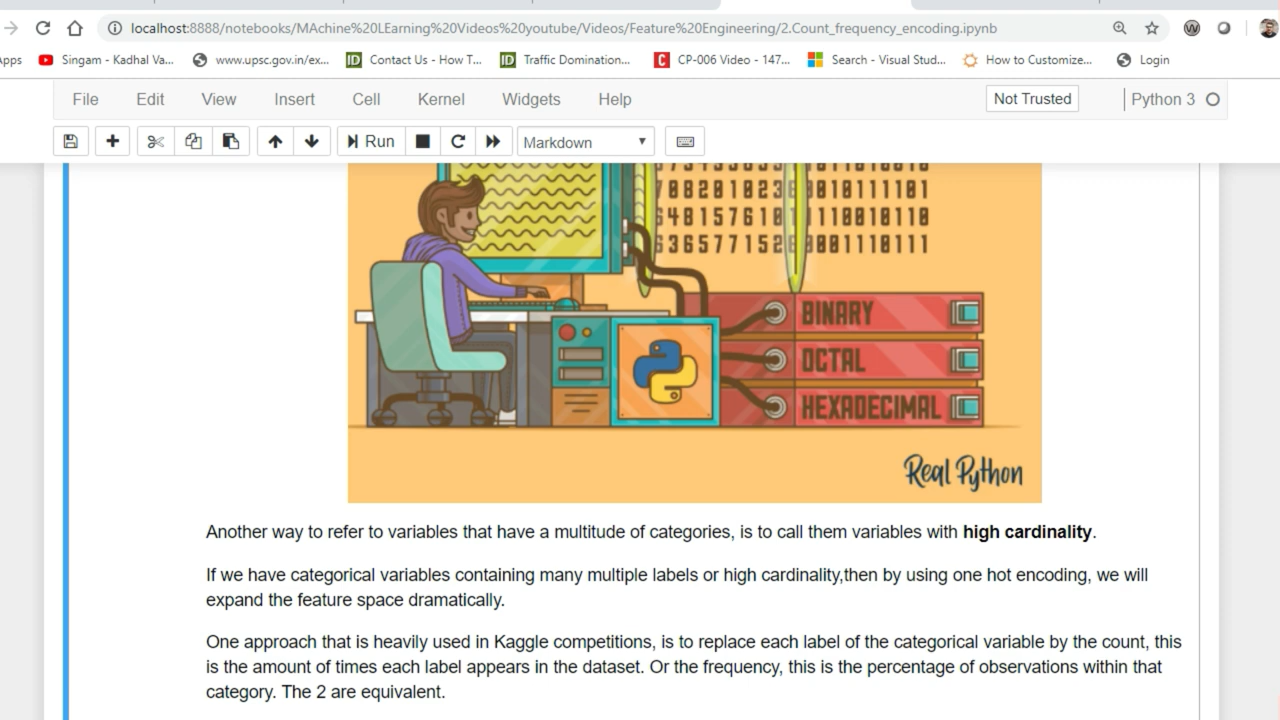 localhost:8888/notebooks/MAchine%20LEarning%20Videos%20youtube/Videos/Feature%20Engineering/2.Count_frequency_encoding.ipynb
pps Singam - Kadhal Va... www.upsc.gov.in/ex... ID Contact Us - How T... ID Traffic Domination... C CP-006 Video - 147... Search - Visual Stud... How to Customize... Login
File Edit View Insert Cell Kernel Widgets Help Not Trusted Python 3
Run Markdown
BINARY
OCTAL
HEXADECIMAL
Real Python
Another way to refer to variables that have a multitude of categories, is to call them variables with high cardinality.
If we have categorical variables containing many multiple labels or high cardinality,then by using one hot encoding, we will
expand the feature space dramatically.
One approach that is heavily used in Kaggle competitions, is to replace each label of the categorical variable by the count, this
is the amount of times each label appears in the dataset. Or the frequency, this is the percentage of observations within that
category. The 2 are equivalent.